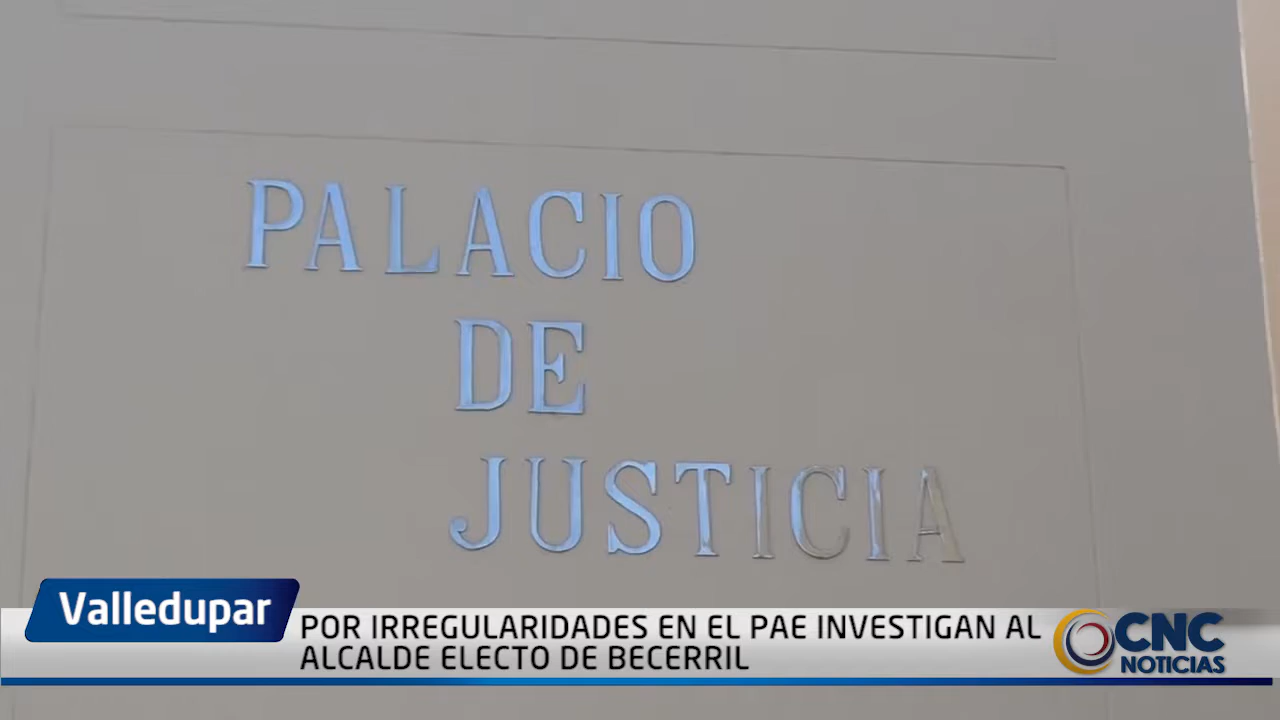 PALACIO
DE
JUSTICIA
Valledupar
POR IRREGULARIDADES EN EL PAE INVESTIGAN AL
ALCALDE ELECTO DE BECERRIL
CNC
NOTICIAS